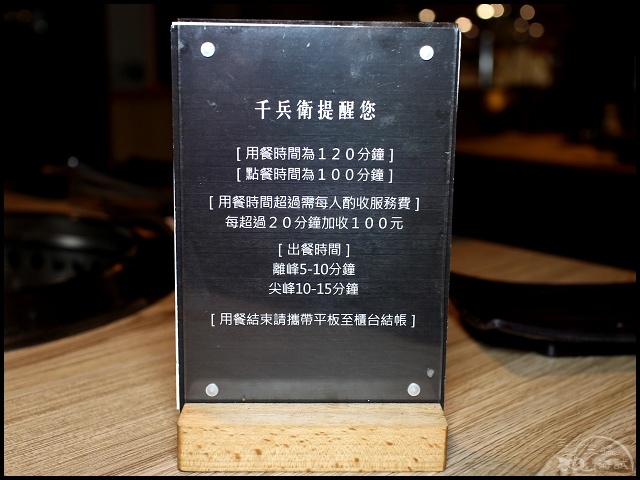 千兵衛提醒您
[ 用餐時間為１２０分鐘 ]
[ 點餐時間為１００分鐘 ]
[ 用餐時間超過需每人酌收服務費 ]
每超過２０分鐘加收１００元
[ 出餐時間 ]
離峰5-10分鐘
尖峰10-15分鐘
[ 用餐結束請攜帶平板至櫃台結帳 ]